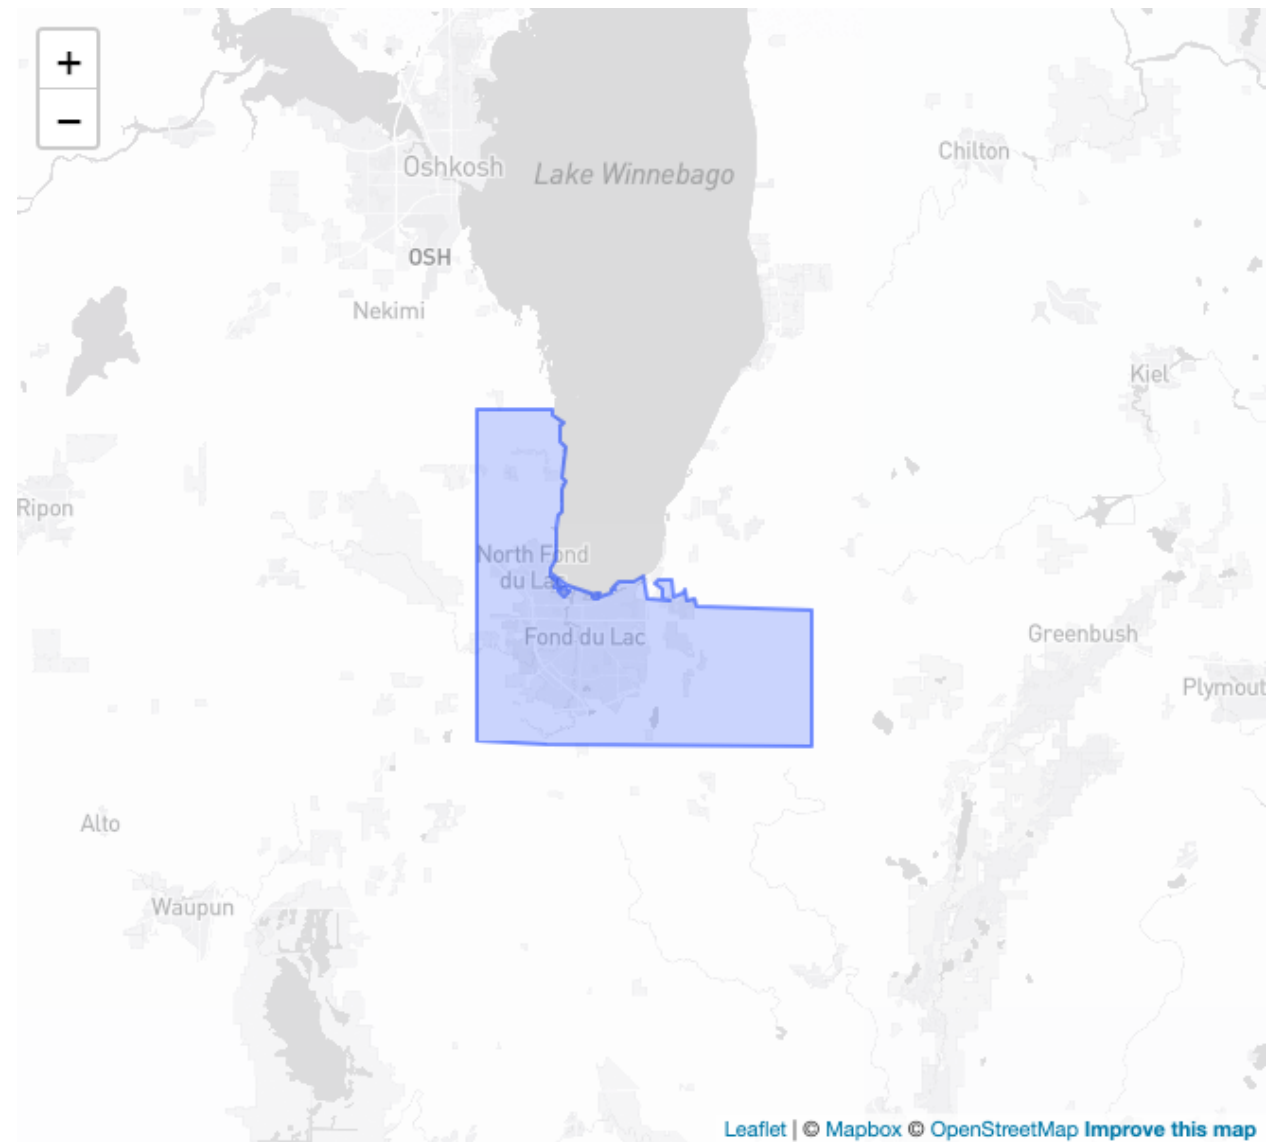 +
−
Oshkosh
Lake Winnebago
Chilton
OSH
Nekimi
Kiel
Ripon
North Fond
du Lac
Fond du Lac
Greenbush
Plymout
Alto
Waupun
Leaflet | © Mapbox © OpenStreetMap Improve this map